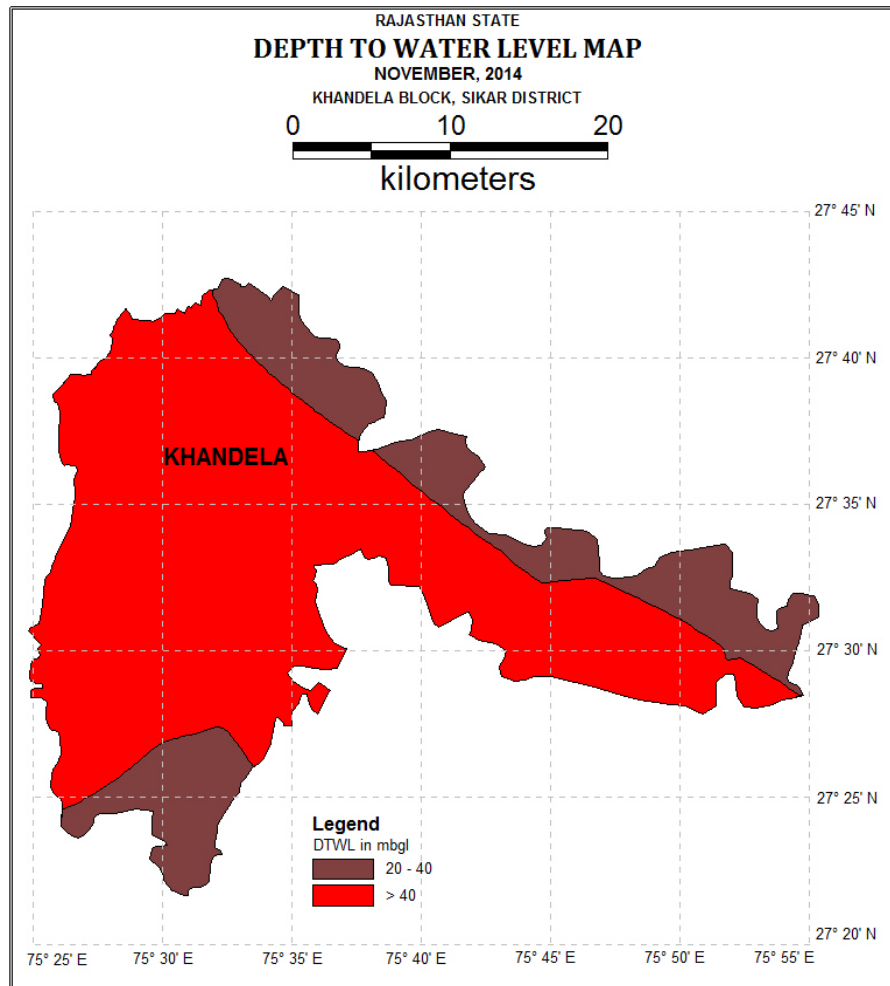 RAJASTHAN STATE
DEPTH TO WATER LEVEL MAP
NOVEMBER, 2014
KHANDELA BLOCK, SIKAR DISTRICT
0 10 20
kilometers
27° 45' N
27° 40' N
KHANDELA
27° 35' N
27° 30' N
27° 25' N
Legend
DTWL in mbgl
20 - 40
> 40
27° 20' N
75° 25' E 75° 30' E 75° 35' E 75° 40' E 75° 45' E 75° 50' E 75° 55' E